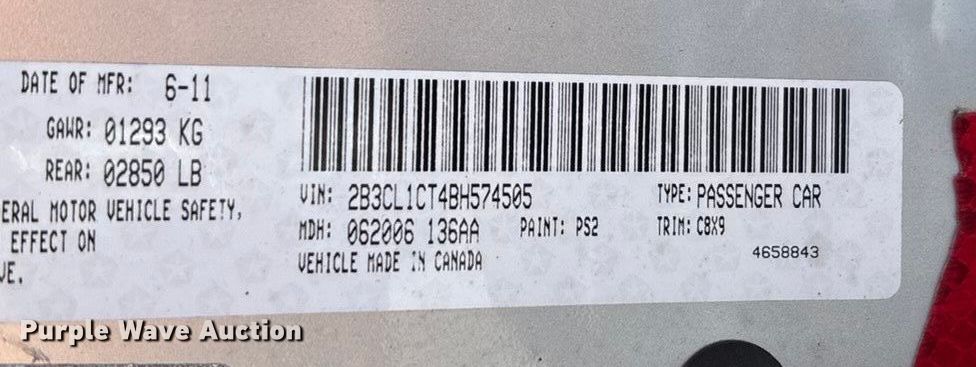 DATE OF MFR: 6-11
GAWR: 01293 KG
REAR: 02850 LB
ERAL MOTOR VEHICLE SAFETY,
EFFECT ON
VE.
VIN: 2B3CL1CT4BH574505 TYPE: PASSENGER CAR
MDH: 062006 136AA PAINT: PS2 TRIM: C8X9
VEHICLE MADE IN CANADA
4658843
Purple Wave Auction